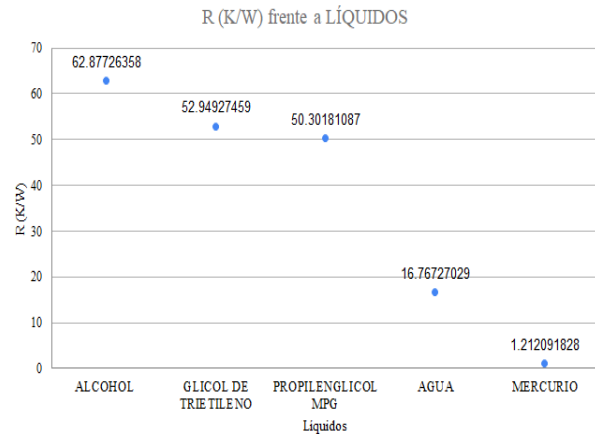 R (K/W) frente a LÍQUIDOS
70
60
50
40
30
20
10
0
R (K/W)
62.87726358
52.94927459
50.30181087
16.76727029
1.212091828
ALCOHOL
GLICOL DE
TRIETILENO
PROPILENGLICOL
MPG
AGUA
MERCURIO
Líquidos